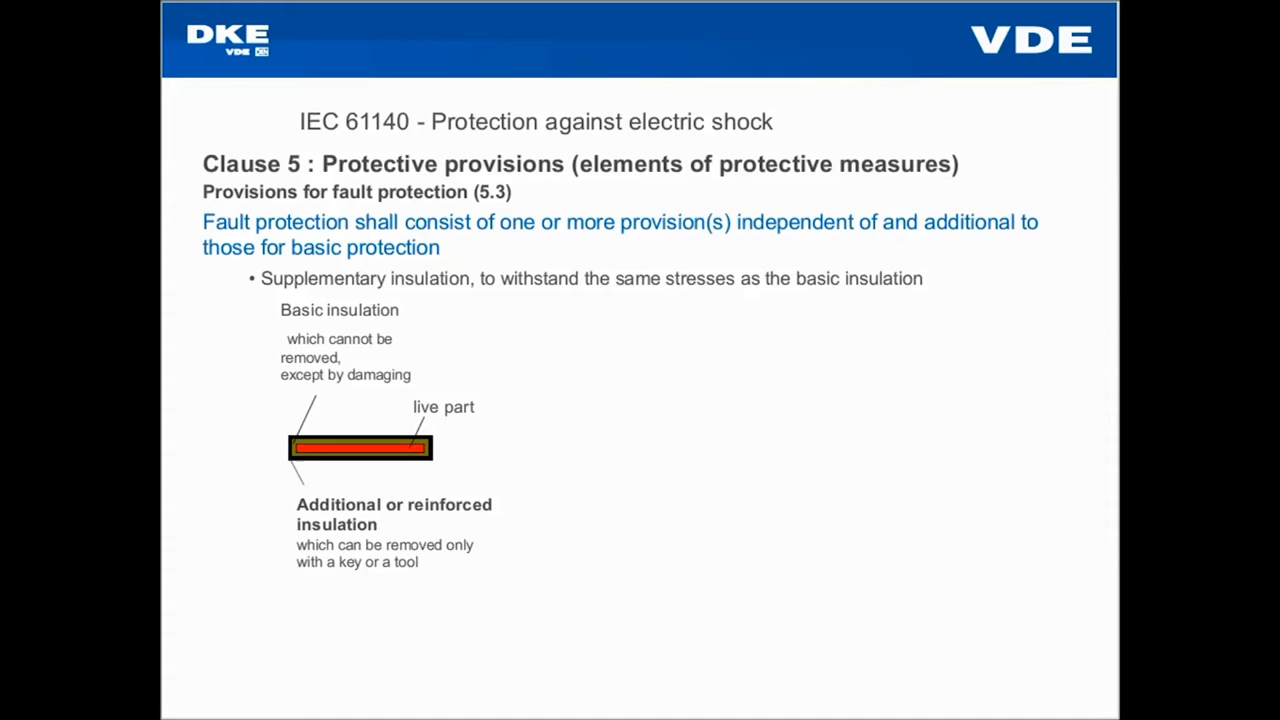 DKE
VDE DIN
VDE
IEC 61140 - Protection against electric shock
Clause 5 : Protective provisions (elements of protective measures)
Provisions for fault protection (5.3)
Fault protection shall consist of one or more provision(s) independent of and additional to
those for basic protection
• Supplementary insulation, to withstand the same stresses as the basic insulation
Basic insulation
which cannot be
removed,
except by damaging
live part
Additional or reinforced
insulation
which can be removed only
with a key or a tool